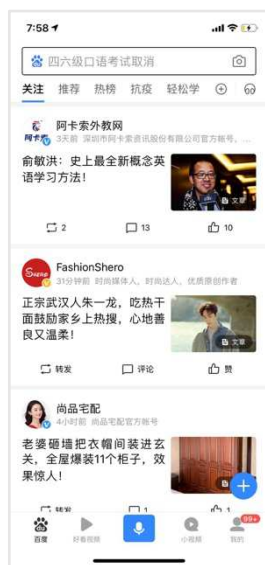 7:58
四六级口语考试取消
关注 推荐 热榜 抗疫 轻松学
阿卡索外教网
3天前 深圳市阿卡索资讯股份有限公司官方帐号，...
俞敏洪：史上最全新概念英
语学习方法！
文章
2 13 10
FashionShero
31分钟前 时尚媒体人，时尚达人，优质原创作者
正宗武汉人朱一龙，吃热干
面鼓励家乡上热搜，心地善
良又温柔！
文章
转发 评论 赞
尚品宅配
4小时前 尚品宅配官方帐号
老婆砸墙把衣帽间装进玄
关，全屋爆装11个柜子，效
果惊人！
转发 1 1
99+
百度 好看视频 小视频 我的